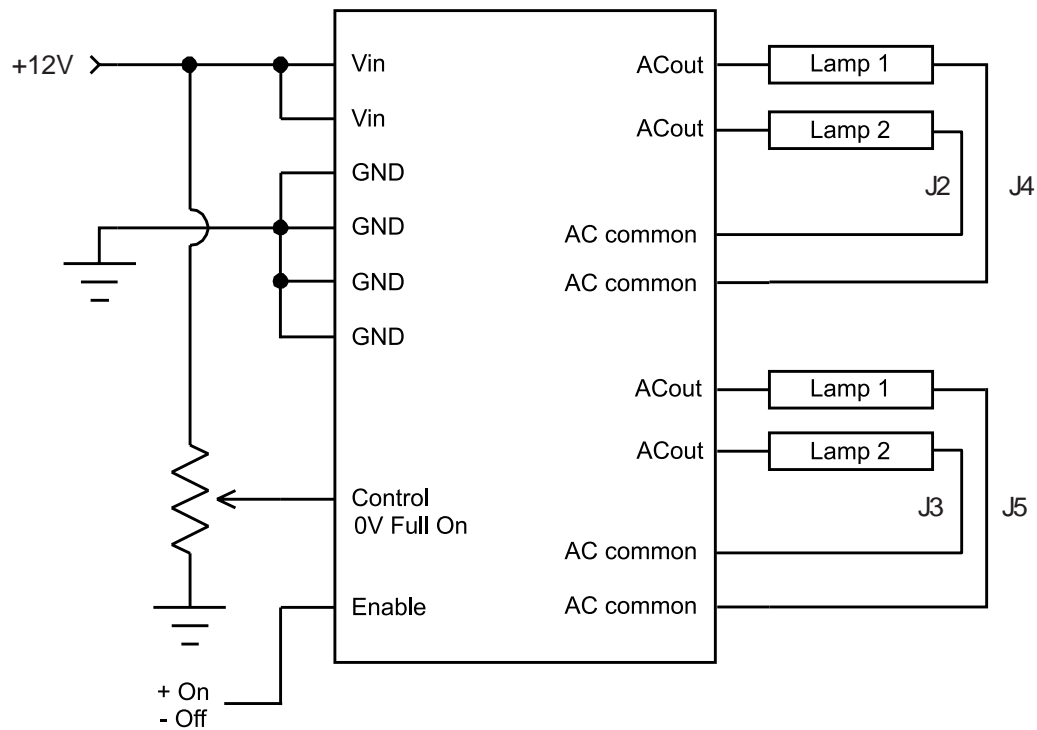 +12V
Vin
Vin
GND
GND
GND
GND
Control
0V Full On
Enable
+ On
- Off
ACout
Lamp 1
ACout
Lamp 2
J2
J4
AC common
AC common
ACout
Lamp 1
ACout
Lamp 2
J3
J5
AC common
AC common